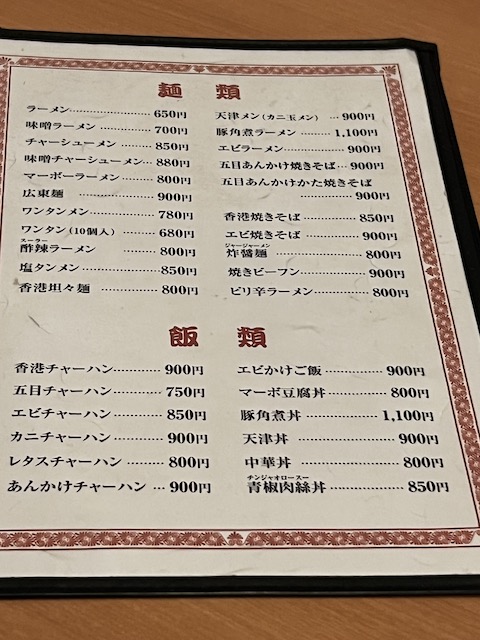 麺類
ラーメン 650円
味噌ラーメン 700円
チャーシューメン 850円
味噌チャーシューメン 880円
マーボーラーメン 800円
広東麺 900円
ワンタンメン 780円
ワンタン(10個入) 680円
スーラー
酢辣ラーメン 800円
塩タンメン 850円
香港坦々麺 800円
天津メン(カニ玉メン) 900円
豚角煮ラーメン 1,100円
エビラーメン 900円
五目あんかけ焼きそば 900円
五目あんかけかた焼きそば
900円
香港焼きそば 850円
エビ焼きそば 900円
ジャージャーメン
炸醤麺 800円
焼きビーフン 900円
ピリ辛ラーメン 800円
飯類
香港チャーハン 900円
五目チャーハン 750円
エビチャーハン 850円
カニチャーハン 900円
レタスチャーハン 800円
あんかけチャーハン 900円
エビかけご飯 900円
マーボ豆腐丼 800円
豚角煮丼 1,100円
天津丼 900円
中華丼 800円
チンジャオロースー
青椒肉絲丼 850円